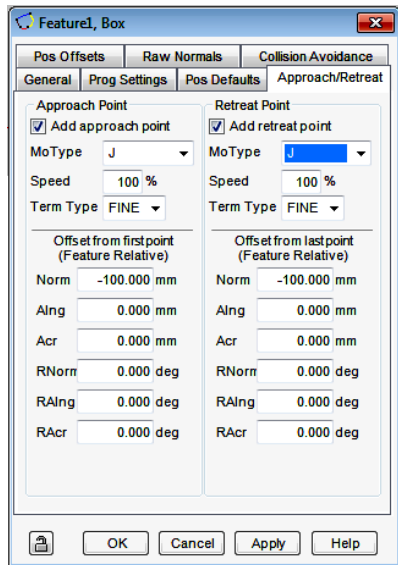 Feature1, Box
Pos Offsets Raw Normals Collision Avoidance
General Prog Settings Pos Defaults Approach/Retreat
Approach Point
Add approach point
MoType J
Speed 100 %
Term Type FINE
Offset from first point
(Feature Relative)
Norm -100.000 mm
Alng 0.000 mm
Acr 0.000 mm
RNorm 0.000 deg
RAlng 0.000 deg
RAcr 0.000 deg
Retreat Point
Add retreat point
MoType J
Speed 100 %
Term Type FINE
Offset from last point
(Feature Relative)
Norm -100.000 mm
Alng 0.000 mm
Acr 0.000 mm
RNorm 0.000 deg
RAlng 0.000 deg
RAcr 0.000 deg
OK Cancel Apply Help